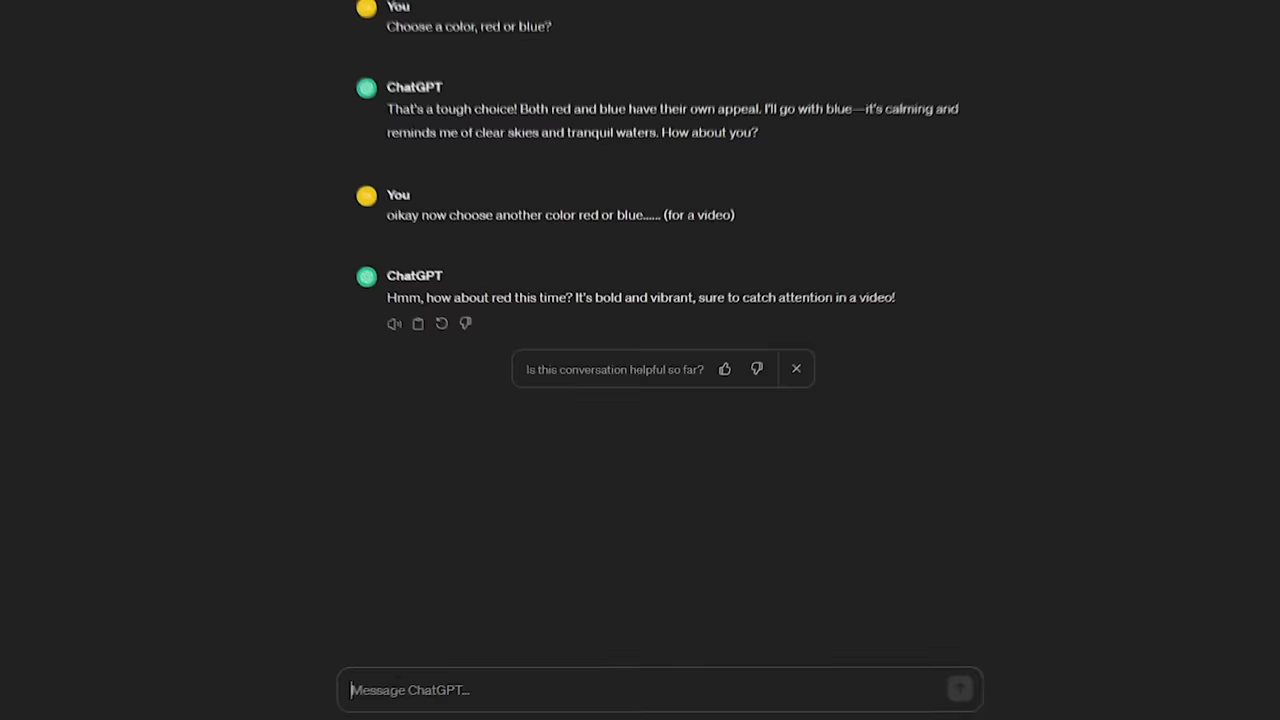 You
Choose a color, red or blue?
ChatGPT
That's a tough choice! Both red and blue have their own appeal. I'll go with blue—it's calming and
reminds me of clear skies and tranquil waters. How about you?
You
oikay now choose another color red or blue...... (for a video)
ChatGPT
Hmm, how about red this time? It's bold and vibrant, sure to catch attention in a video!
Is this conversation helpful so far?
Message ChatGPT...